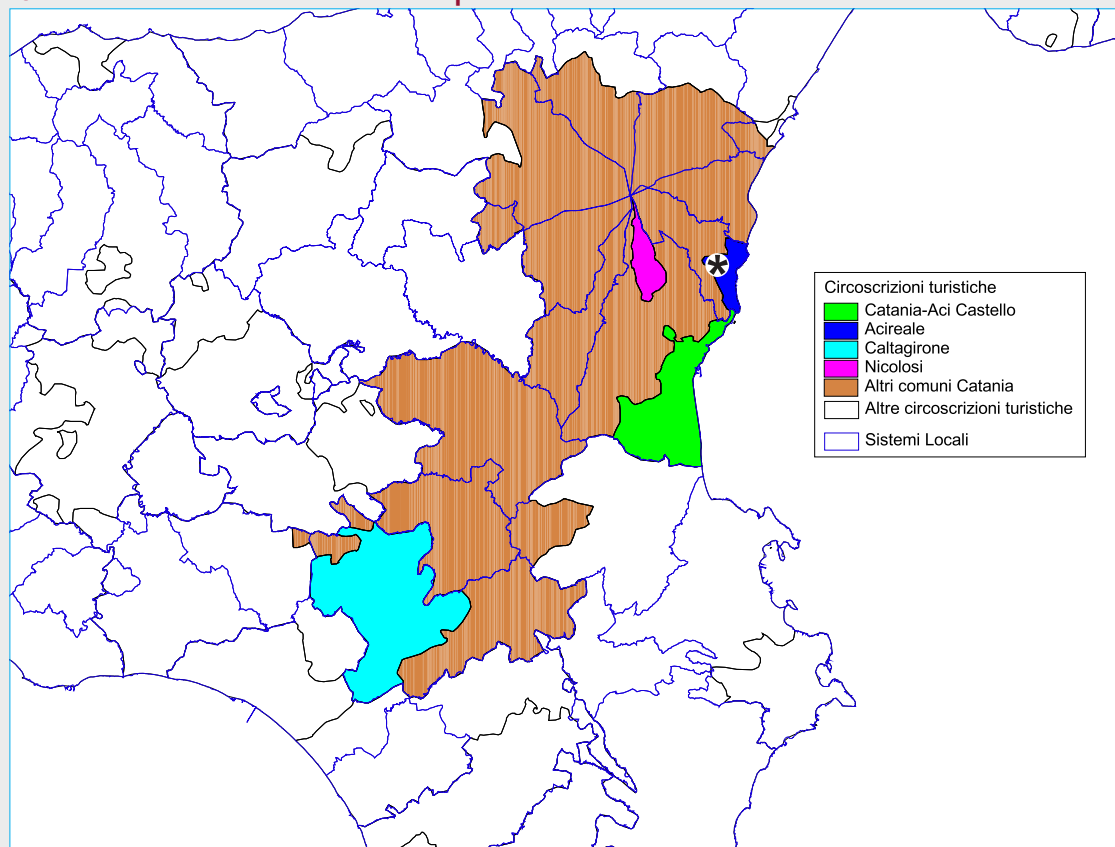 Circoscrizioni turistiche
Catania-Aci Castello
Acireale
Caltagirone
Nicolosi
Altri comuni Catania
Altre circoscrizioni turistiche
Sistemi Locali
*